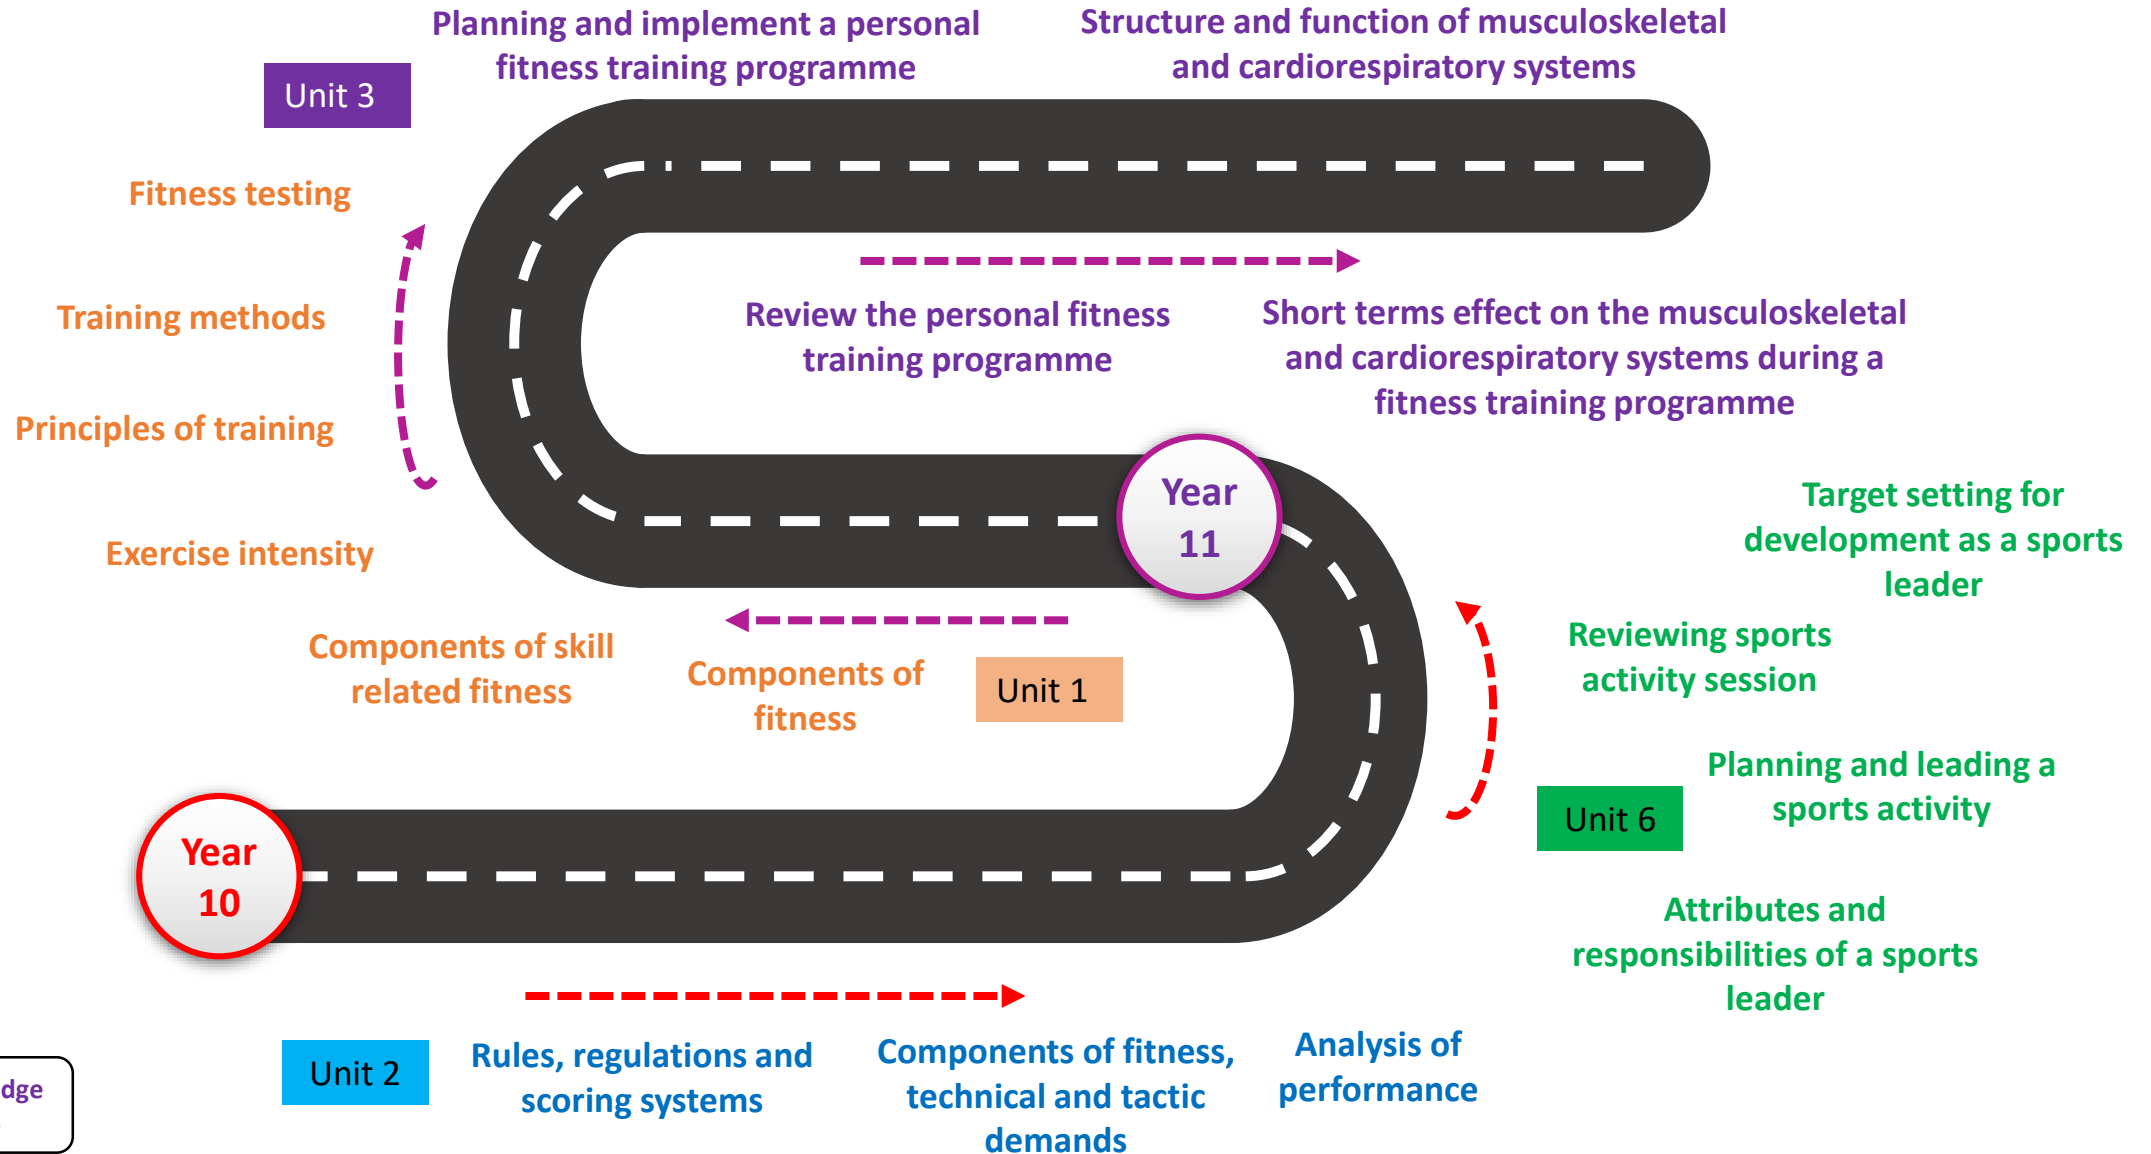 Planning and implement a personal
fitness training programme
Structure and function of musculoskeletal
and cardiorespiratory systems
Unit 3
Fitness testing
Training methods
Principles of training
Exercise intensity
Review the personal fitness
training programme
Short terms effect on the musculoskeletal
and cardiorespiratory systems during a
fitness training programme
Year
11
Target setting for
development as a sports
leader
Reviewing sports
activity session
Components of skill
related fitness
Components of
fitness
Unit 1
Planning and leading a
sports activity
Unit 6
Year
10
Attributes and
responsibilities of a sports
leader
Unit 2
Rules, regulations and
scoring systems
Components of fitness,
technical and tactic
demands
Analysis of
performance
dge